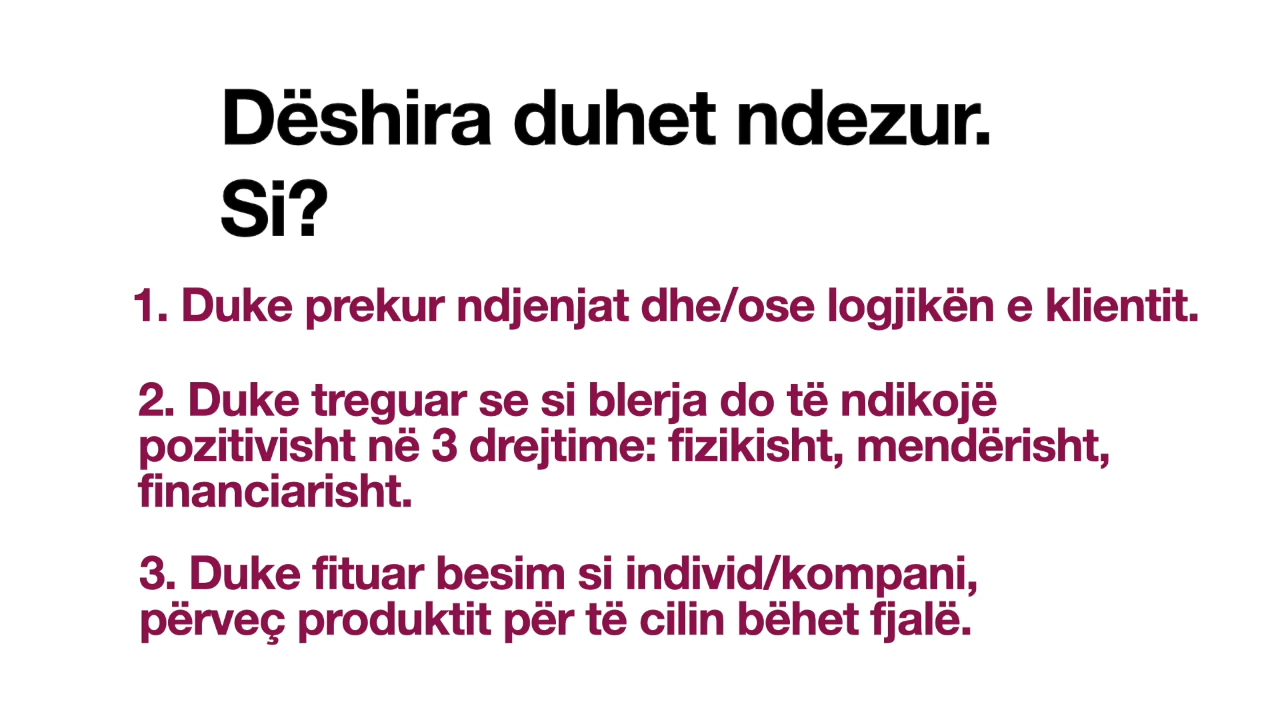 Dëshira duhet ndezur.
Si?
1. Duke prekur ndjenjat dhe/ose logjikën e klientit.
2. Duke treguar se si blerja do të ndikojë
pozitivisht në 3 drejtime: fizikisht, mendërisht,
financiarisht.
3. Duke fituar besim si individ/kompani,
përveç produktit për të cilin bëhet fjalë.